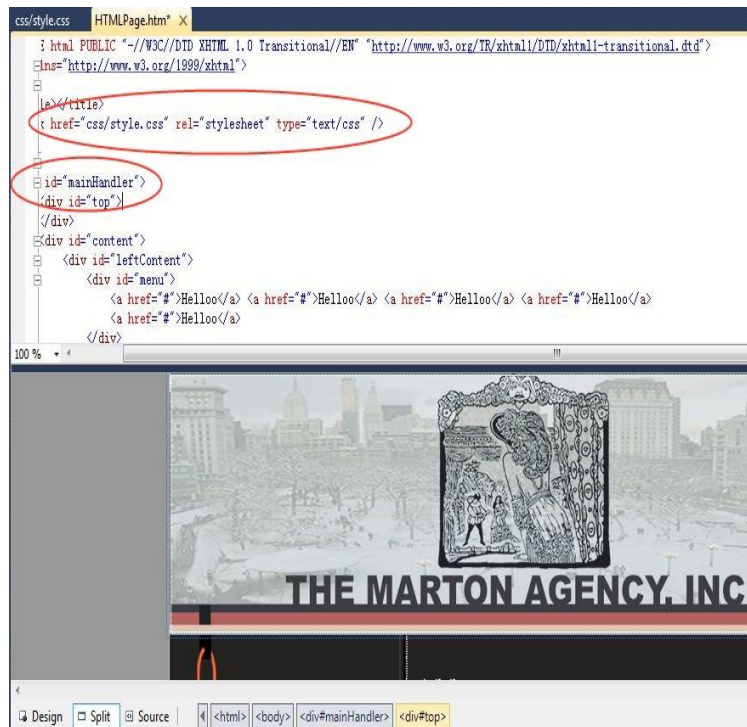 css/style.css HTMLPage.htm* X
! html PUBLIC "-//W3C//DTD XHTML 1.0 Transitional//EN" "http://www.w3.org/TR/xhtml1/DTD/xhtml1-transitional.dtd">
lns="http://www.w3.org/1999/xhtml">
le></title>
href="css/style.css" rel="stylesheet" type="text/css" />
id="mainHandler">
<div id="top">
</div>
<div id="content">
<div id="leftContent">
<div id="menu">
<a href="#">Helloo</a> <a href="#">Helloo</a> <a href="#">Helloo</a> <a href="#">Helloo</a>
<a href="#">Helloo</a>
</div>
100 %
THE MARTON AGENCY, INC
Design Split Source <html> <body> <div#mainHandler> <div#top>